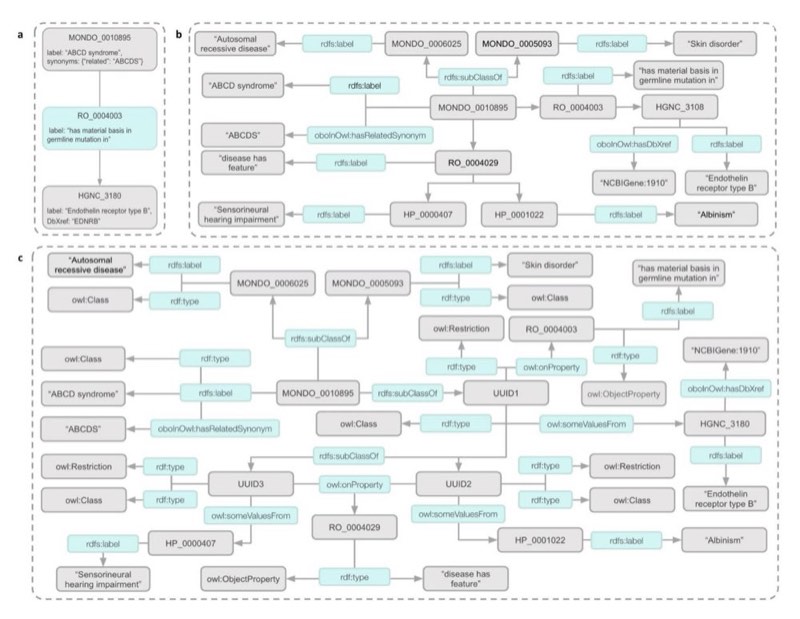 a
MONDO_0010895
label: "ABCD syndrome",
synonyms: {"related": "ABCDS"}
RO_0004003
label: "has material basis in
germline mutation in"
HGNC_3180
label: "Endothelin receptor type B",
DbXref: "EDNRB"
b
"Autosomal
recessive disease"
rdfs:label
MONDO_0006025
MONDO_0005093
rdfs:label
"Skin disorder"
"ABCD syndrome"
rdfs:label
rdfs:subClassOf
rdfs:label
"has material basis in
germline mutation in"
MONDO_0010895
RO_0004003
HGNC_3108
"ABCDS"
oboInOwl:hasRelatedSynonym
oboInOwl:hasDbXref
rdfs:label
"disease has
feature"
rdfs:label
RO_0004029
"NCBIGene:1910"
"Endothelin
receptor type B"
"Sensorineural
hearing impairment"
rdfs:label
HP_0000407
HP_0001022
rdfs:label
"Albinism"
c
"Autosomal
recessive disease"
rdfs:label
MONDO_0006025
MONDO_0005093
rdfs:label
"Skin disorder"
"has material basis in
germline mutation in"
owl:Class
rdf:type
rdf:type
owl:Class
rdfs:label
owl:Restriction
RO_0004003
rdfs:subClassOf
owl:Class
rdf:type
rdf:type
owl:onProperty
rdf:type
"NCBIGene:1910"
"ABCD syndrome"
rdfs:label
MONDO_0010895
rdfs:subClassOf
UUID1
owl:ObjectProperty
oboInOwl:hasDbXref
"ABCDS"
oboInOwl:hasRelatedSynonym
owl:Class
rdf:type
owl:someValuesFrom
HGNC_3180
rdfs:subClassOf
rdfs:label
owl:Restriction
rdf:type
UUID3
owl:onProperty
UUID2
rdf:type
owl:Restriction
owl:Class
rdf:type
rdf:type
owl:Class
"Endothelin
receptor type B"
owl:someValuesFrom
owl:someValuesFrom
RO_0004029
rdfs:label
HP_0000407
HP_0001022
rdfs:label
"Albinism"
"Sensorineural
hearing impairment"
owl:ObjectProperty
rdf:type
"disease has
feature"